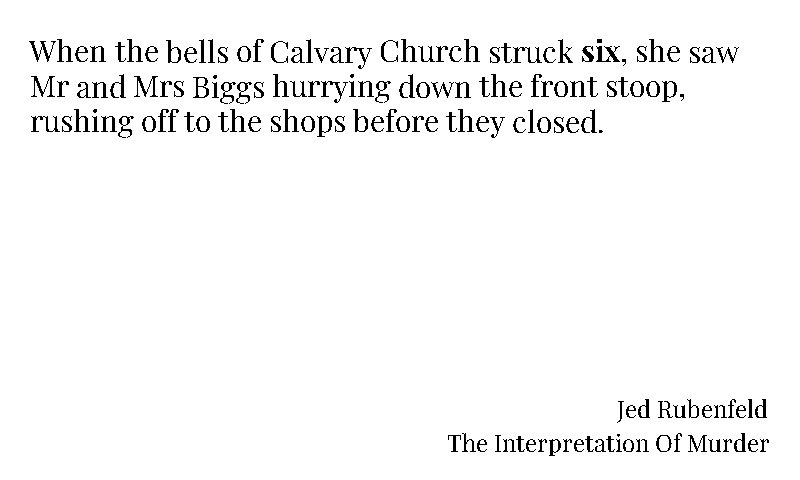 When the bells of Calvary Church struck six, she saw
Mr and Mrs Biggs hurrying down the front stoop,
rushing off to the shops before they closed.
Jed Rubenfeld
The Interpretation Of Murder